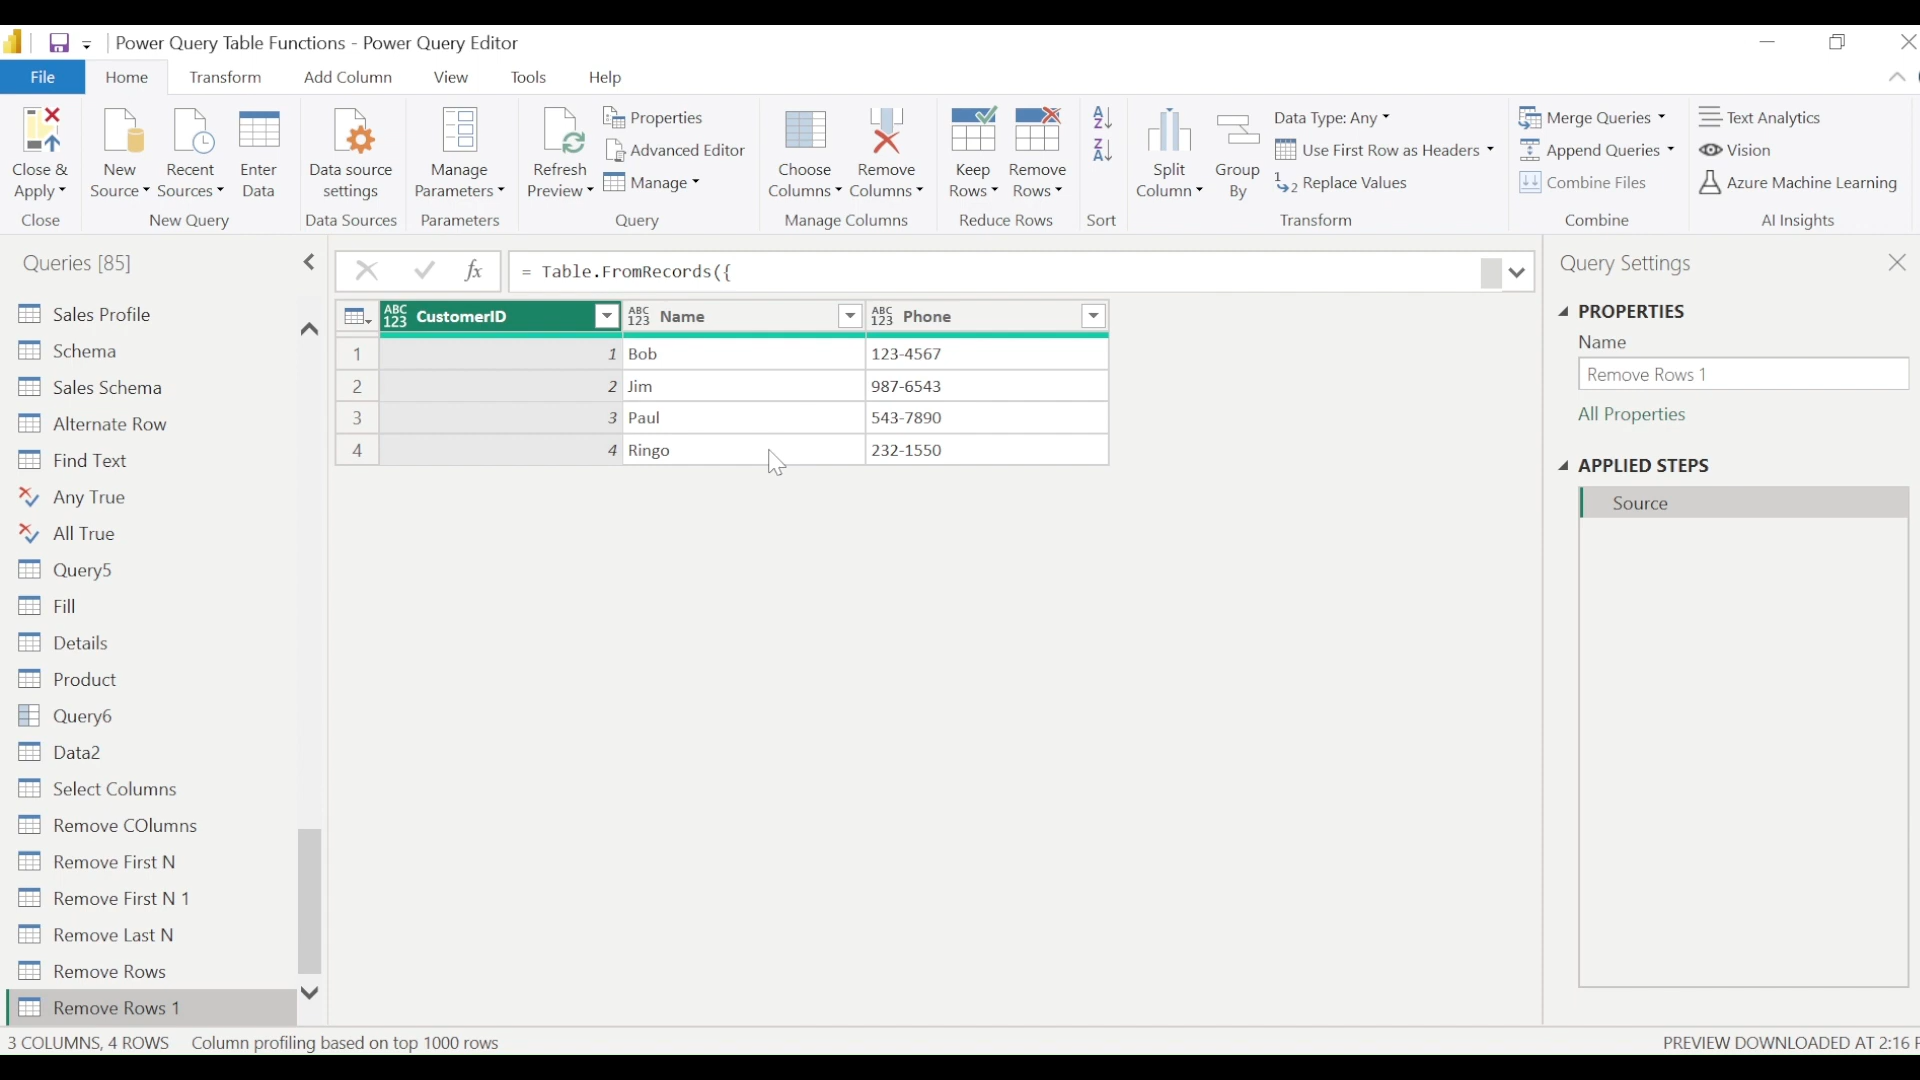 Power Query Table Functions - Power Query Editor
File Home Transform Add Column View Tools Help
Close & Apply
New Source
Recent Sources
Enter Data
Data source settings
Manage Parameters
Refresh Preview
Properties
Advanced Editor
Manage
Choose Columns
Remove Columns
Keep Rows
Remove Rows
A
Z
Z
A
Split Column
Group By
Data Type: Any
Use First Row as Headers
1
2
Replace Values
Merge Queries
Append Queries
Combine Files
Text Analytics
Vision
Azure Machine Learning
Close New Query Data Sources Parameters Query Manage Columns Reduce Rows Sort Transform Combine AI Insights
Queries [85]
Sales Profile
Schema
Sales Schema
Alternate Row
Find Text
Any True
All True
Query5
Fill
Details
Product
Query6
Data2
Select Columns
Remove COlumns
Remove First N
Remove First N 1
Remove Last N
Remove Rows
Remove Rows 1
fx = Table.FromRecords({
ABC 123 CustomerID ABC 123 Name ABC 123 Phone
1 1 Bob 123-4567
2 2 Jim 987-6543
3 3 Paul 543-7890
4 4 Ringo 232-1550
Query Settings
PROPERTIES
Name
Remove Rows 1
All Properties
APPLIED STEPS
Source
3 COLUMNS, 4 ROWS Column profiling based on top 1000 rows
PREVIEW DOWNLOADED AT 2:16